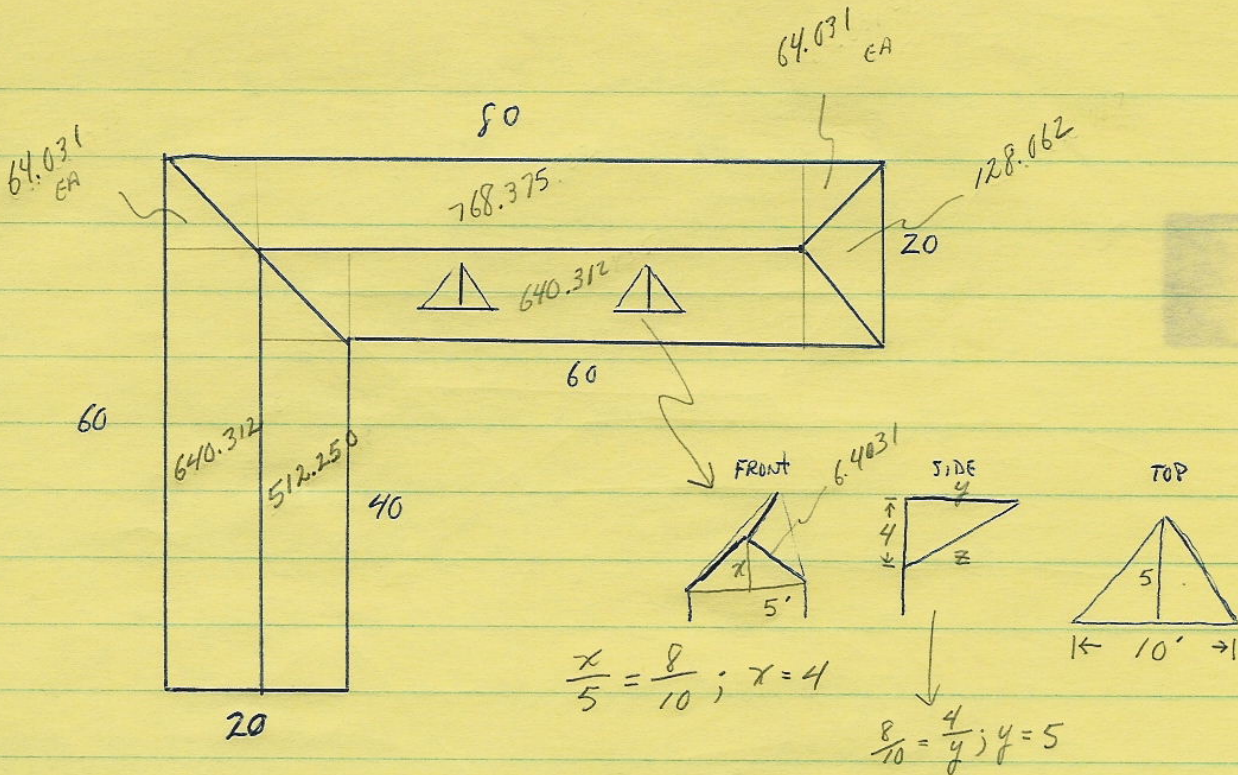 64.031
EA
80
64.031
EA
768.375
128.062
20
640.312
60
60
640.312
512.250
40
20
FRONT
6.4031
x
5'
SIDE
y
4
z
TOP
5
10'
x/5 = 8/10 ; x = 4
8/10 = 4/y ; y = 5